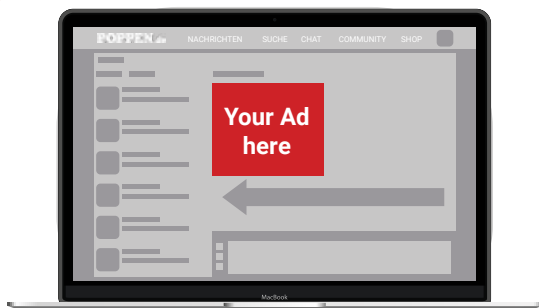 POPPEN.de
NACHRICHTEN SUCHE CHAT COMMUNITY SHOP
Your Ad
here
MacBook